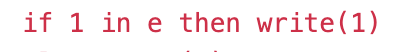 if 1 in e then write(1)